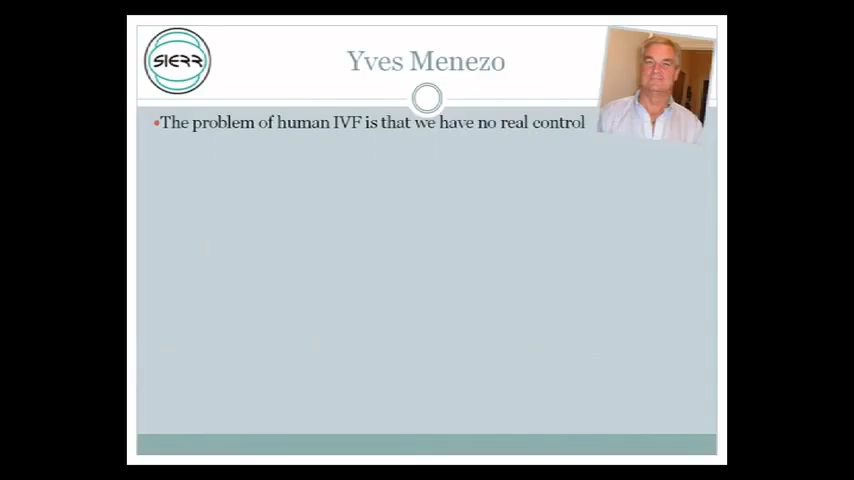 SIERR
Yves Menezo
•The problem of human IVF is that we have no real control